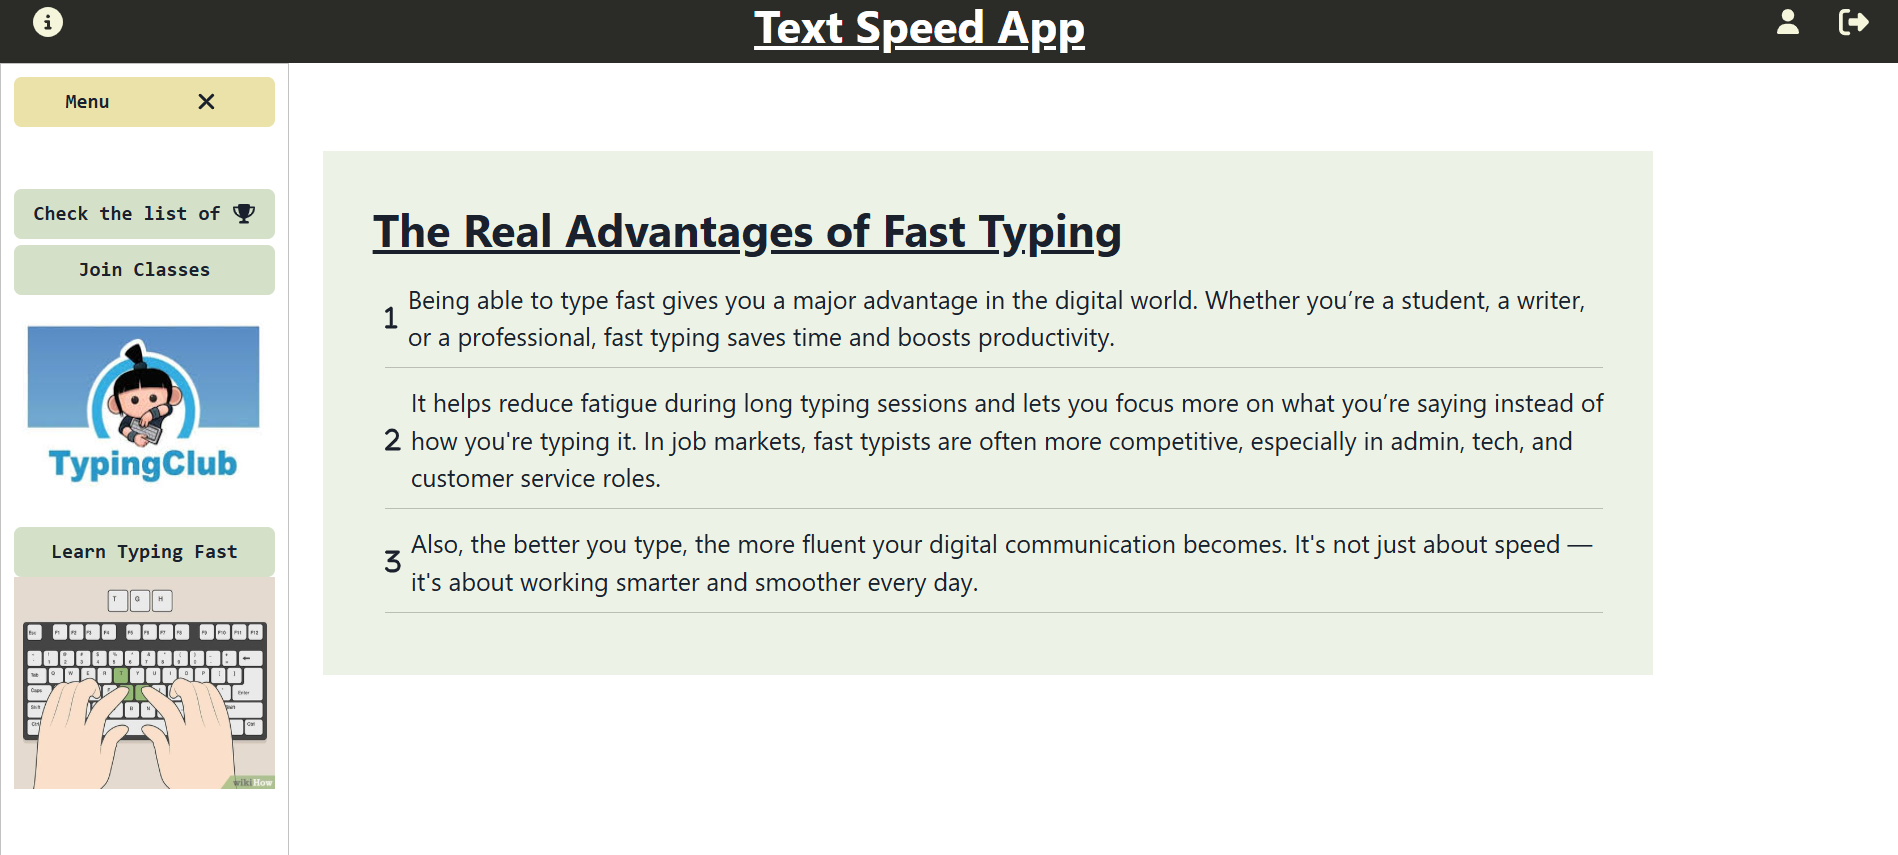 Text Speed App
Menu
Check the list of
Join Classes
TypingClub
Learn Typing Fast
T G H
wikiHow
The Real Advantages of Fast Typing
1 Being able to type fast gives you a major advantage in the digital world. Whether you’re a student, a writer,
or a professional, fast typing saves time and boosts productivity.
2 It helps reduce fatigue during long typing sessions and lets you focus more on what you’re saying instead of
how you're typing it. In job markets, fast typists are often more competitive, especially in admin, tech, and
customer service roles.
3 Also, the better you type, the more fluent your digital communication becomes. It's not just about speed —
it's about working smarter and smoother every day.